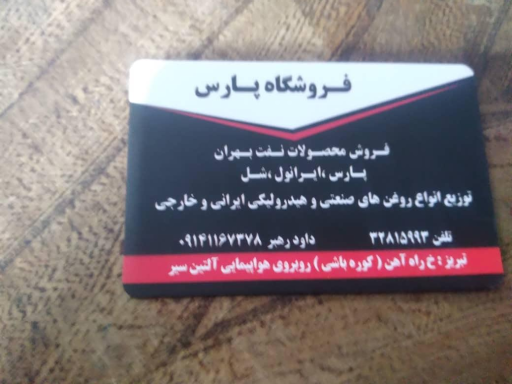 فروشگاه پارس
فروش محصولات نفت بهران
پارس ،ایرانول ،شل
توزیع انواع روغن های صنعتی و هیدرولیکی ایرانی و خارجی
تلفن ۳۲۸۱۵۹۹۳ داود رهبر ۰۹۱۴۱۱۶۷۳۷۸
تبریز : خ راه آهن ( کوره باشی ) روبروی هواپیمایی آلتین سیر